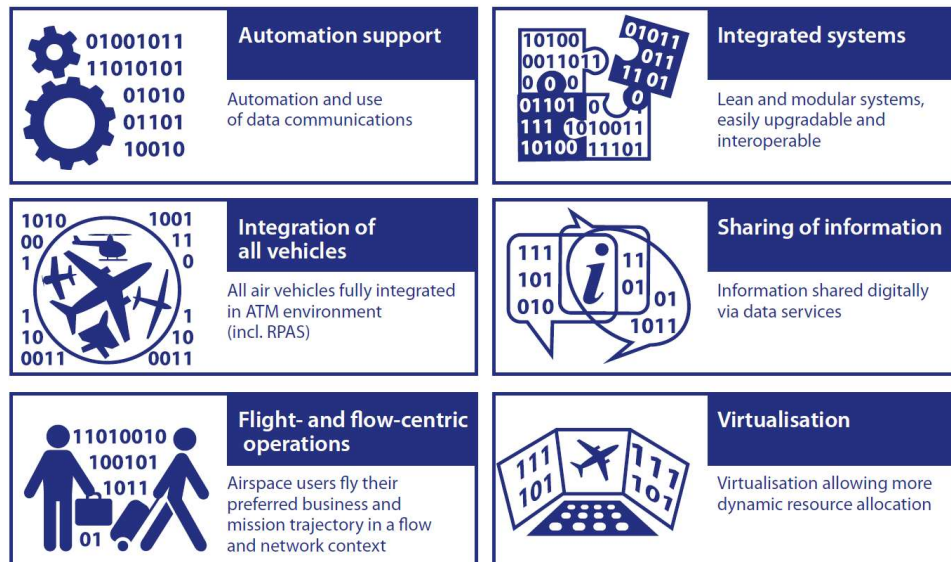 01001011
11010101
01010
01101
10010
Automation support
Automation and use
of data communications
10100
0011011
0 0 0
01101 0
111 1010011
10100 11101
01011
011
11 01
0
Integrated systems
Lean and modular systems,
easily upgradable and
interoperable
1010
00
1
1001
11
0
1
10
0011
1
10
0011
Integration of
all vehicles
All air vehicles fully integrated
in ATM environment
(incl. RPAS)
111
101
010
i
11
01
01
1011
Sharing of information
Information shared digitally
via data services
11010010
100101
1011
01
Flight- and flow-centric
operations
Airspace users fly their
preferred business and
mission trajectory in a flow
and network context
111
101
111
101
Virtualisation
Virtualisation allowing more
dynamic resource allocation